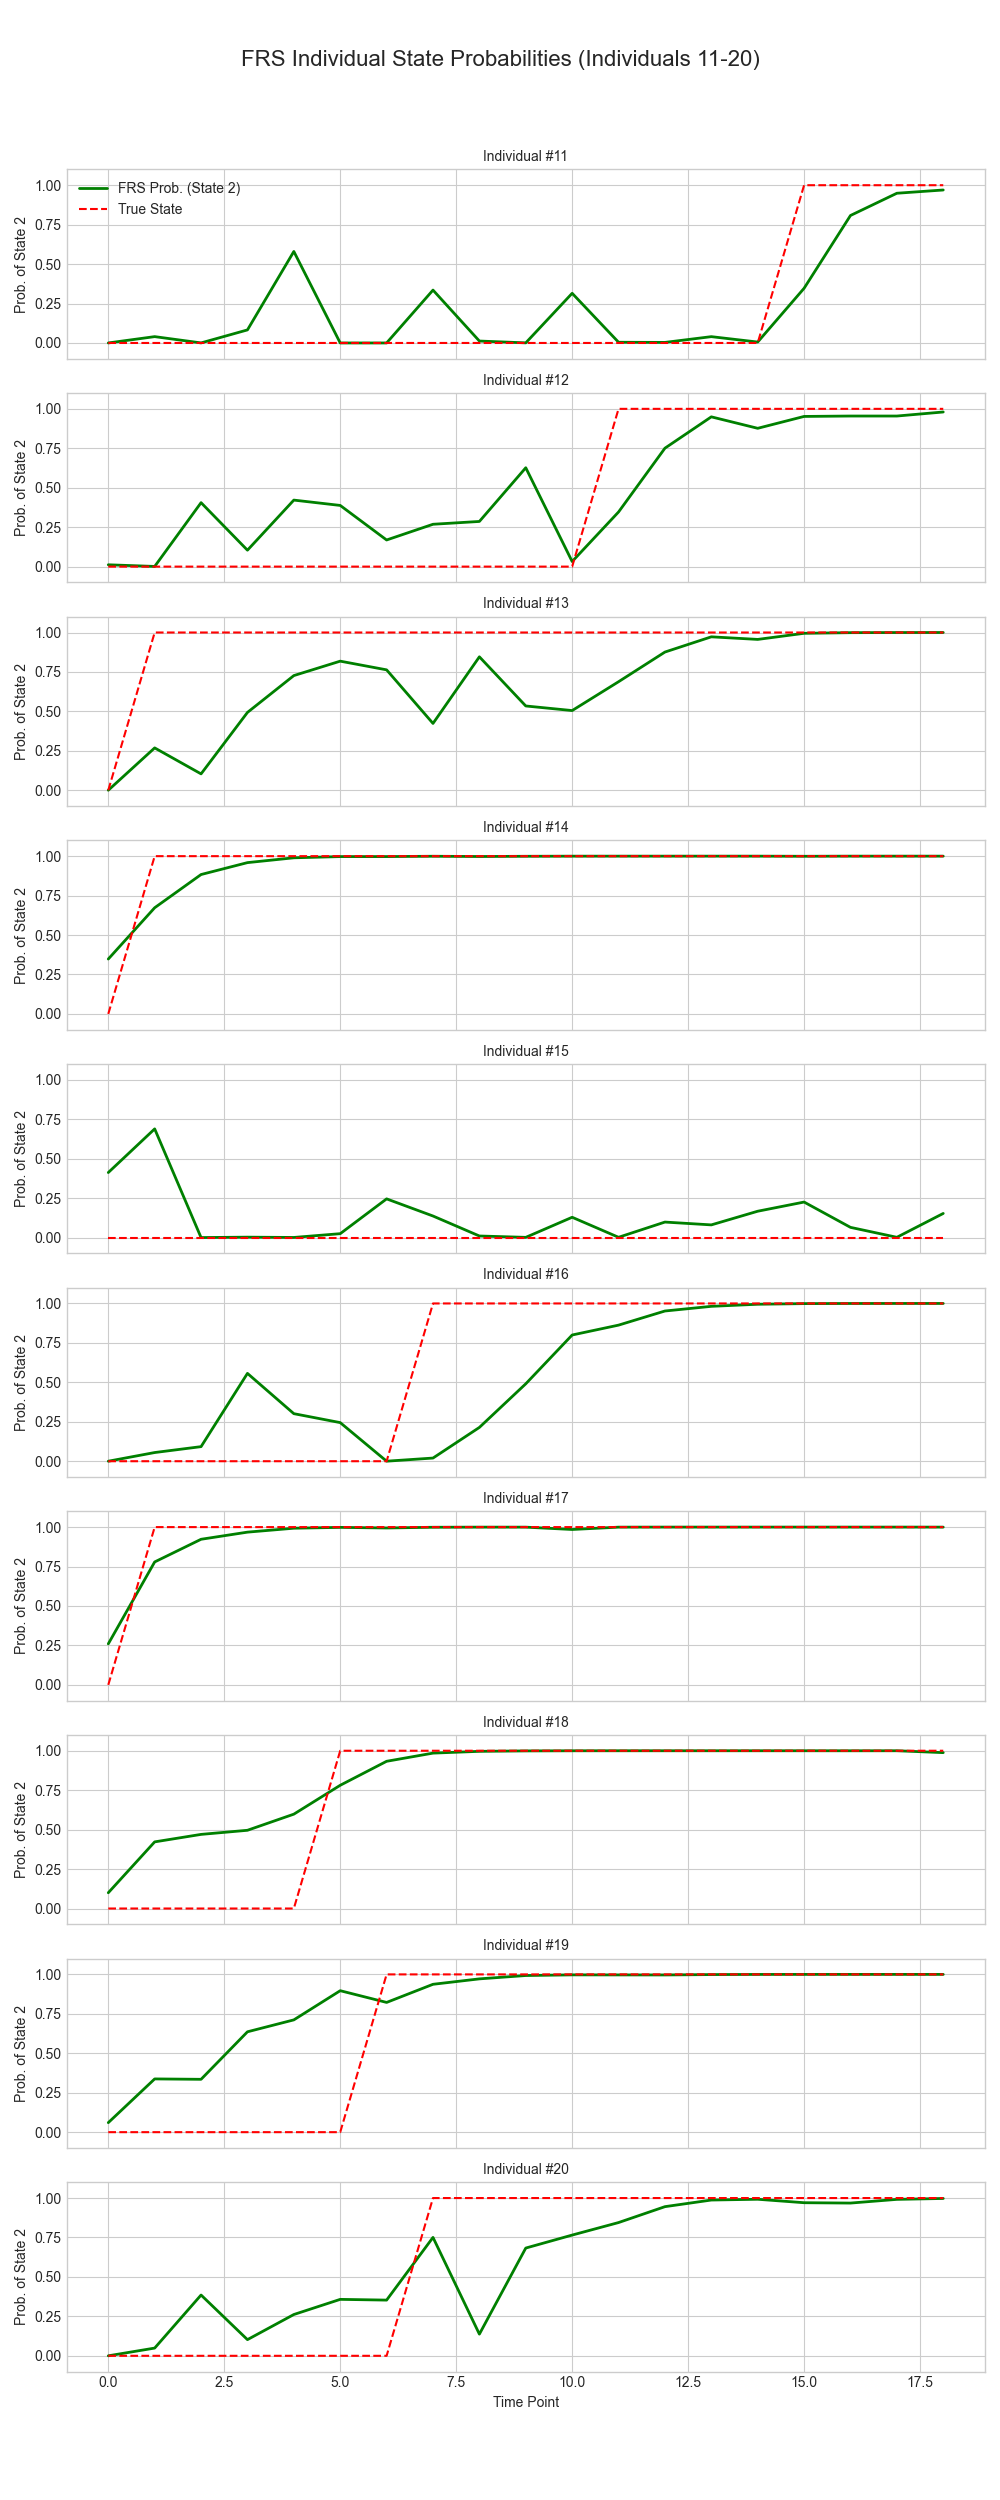 FRS Individual State Probabilities (Individuals 11-20)
Individual #11
FRS Prob. (State 2)
True State
Prob. of State 2
1.00
0.75
0.50
0.25
0.00
Individual #12
Prob. of State 2
1.00
0.75
0.50
0.25
0.00
Individual #13
Prob. of State 2
1.00
0.75
0.50
0.25
0.00
Individual #14
Prob. of State 2
1.00
0.75
0.50
0.25
0.00
Individual #15
Prob. of State 2
1.00
0.75
0.50
0.25
0.00
Individual #16
Prob. of State 2
1.00
0.75
0.50
0.25
0.00
Individual #17
Prob. of State 2
1.00
0.75
0.50
0.25
0.00
Individual #18
Prob. of State 2
1.00
0.75
0.50
0.25
0.00
Individual #19
Prob. of State 2
1.00
0.75
0.50
0.25
0.00
Individual #20
Prob. of State 2
1.00
0.75
0.50
0.25
0.00
0.0 2.5 5.0 7.5 10.0 12.5 15.0 17.5
Time Point